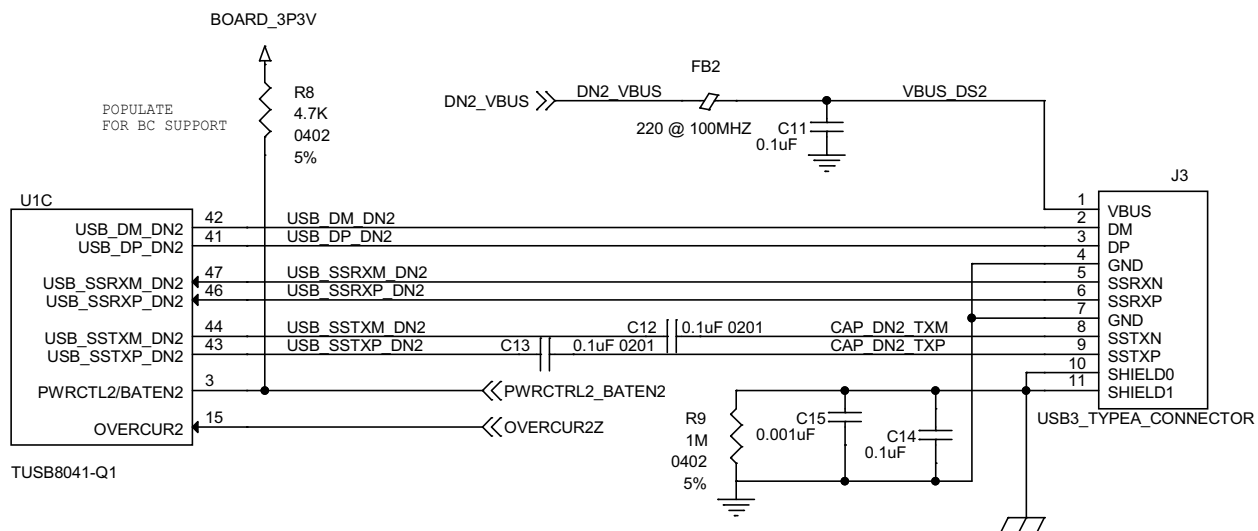 BOARD_3P3V
POPULATE
FOR BC SUPPORT
R8
4.7K
0402
5%
DN2_VBUS
DN2_VBUS
FB2
220 @ 100MHZ
VBUS_DS2
C11
0.1uF
J3
U1C
USB_DM_DN2
USB_DP_DN2
USB_SSRXM_DN2
USB_SSRXP_DN2
USB_SSTXM_DN2
USB_SSTXP_DN2
PWRCTL2/BATEN2
OVERCUR2
42
41
47
46
44
43
3
15
USB_DM_DN2
USB_DP_DN2
USB_SSRXM_DN2
USB_SSRXP_DN2
USB_SSTXM_DN2
USB_SSTXP_DN2
C12
0.1uF 0201
C13
0.1uF 0201
CAP_DN2_TXM
CAP_DN2_TXP
PWRCTRL2_BATEN2
OVERCUR2Z
1
2
3
4
5
6
7
8
9
10
11
VBUS
DM
DP
GND
SSRXN
SSRXP
GND
SSTXN
SSTXP
SHIELD0
SHIELD1
USB3_TYPEA_CONNECTOR
R9
1M
0402
5%
C15
0.001uF
C14
0.1uF
TUSB8041-Q1